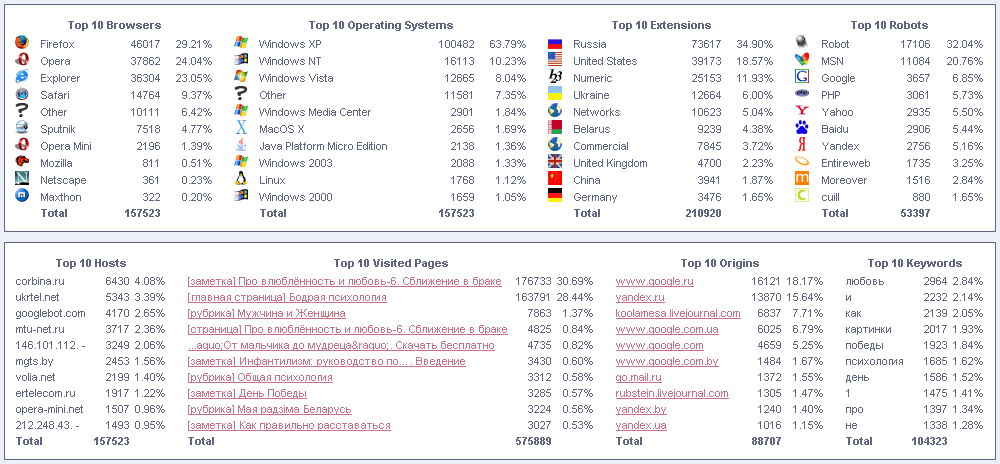 Top 10 Browsers Top 10 Operating Systems Top 10 Extensions Top 10 Robots
Firefox 46017 29.21% Windows XP 100482 63.79% Russia 73617 34.90% Robot 17106 32.04%
Opera 37862 24.04% Windows NT 16113 10.23% United States 39173 18.57% MSN 11084 20.76%
Explorer 36304 23.05% Windows Vista 12665 8.04% Numeric 25153 11.93% Google 3657 6.85%
Safari 14764 9.37% Other 11581 7.35% Ukraine 12664 6.00% PHP 3061 5.73%
Other 10111 6.42% Windows Media Center 2901 1.84% Networks 10623 5.04% Yahoo 2935 5.50%
Sputnik 7518 4.77% MacOS X 2656 1.69% Belarus 9239 4.38% Baidu 2906 5.44%
Opera Mini 2196 1.39% Java Platform Micro Edition 2138 1.36% Commercial 7845 3.72% Yandex 2756 5.16%
Mozilla 811 0.51% Windows 2003 2088 1.33% United Kingdom 4700 2.23% Entireweb 1735 3.25%
Netscape 361 0.23% Linux 1768 1.12% China 3941 1.87% Moreover 1516 2.84%
Maxthon 322 0.20% Windows 2000 1659 1.05% Germany 3476 1.65% cuill 880 1.65%
Total 157523 Total 157523 Total 210920 Total 53397
Top 10 Hosts Top 10 Visited Pages Top 10 Origins Top 10 Keywords
corbina.ru 6430 4.08% [заметка] Про влюблённость и любовь-6. Сближение в браке 176733 30.69% www.google.ru 16121 18.17% любовь 2964 2.84%
ukrtel.net 5343 3.39% [главная страница] Бодрая психология 163791 28.44% yandex.ru 13870 15.64% и 2232 2.14%
googlebot.com 4170 2.65% [рубрика] Мужчина и Женщина 7863 1.37% koolamesa.livejournal.com 6837 7.71% как 2139 2.05%
mtu-net.ru 3717 2.36% [страница] Про влюблённость и любовь-6. Сближение в браке 4825 0.84% www.google.com.ua 6025 6.79% картинки 2017 1.93%
146.101.112. - 3249 2.06% ...aquo;От мальчика до мудреца&raquo;. Скачать бесплатно 4735 0.82% www.google.com 4659 5.25% победы 1923 1.84%
mgts.by 2453 1.56% [заметка] Инфантилизм: руководство по... . Введение 3430 0.60% www.google.com.by 1484 1.67% психология 1685 1.62%
volia.net 2199 1.40% [рубрика] Общая психология 3312 0.58% go.mail.ru 1372 1.55% день 1586 1.52%
ertelecom.ru 1917 1.22% [заметка] День Победы 3285 0.57% rubstein.livejournal.com 1305 1.47% 1 1475 1.41%
opera-mini.net 1507 0.96% [рубрика] Мая радзіма Беларусь 3224 0.56% yandex.by 1240 1.40% про 1397 1.34%
212.248.43. - 1493 0.95% [заметка] Как правильно расставаться 3027 0.53% yandex.ua 1016 1.15% не 1338 1.28%
Total 157523 Total 575889 Total 88707 Total 104323